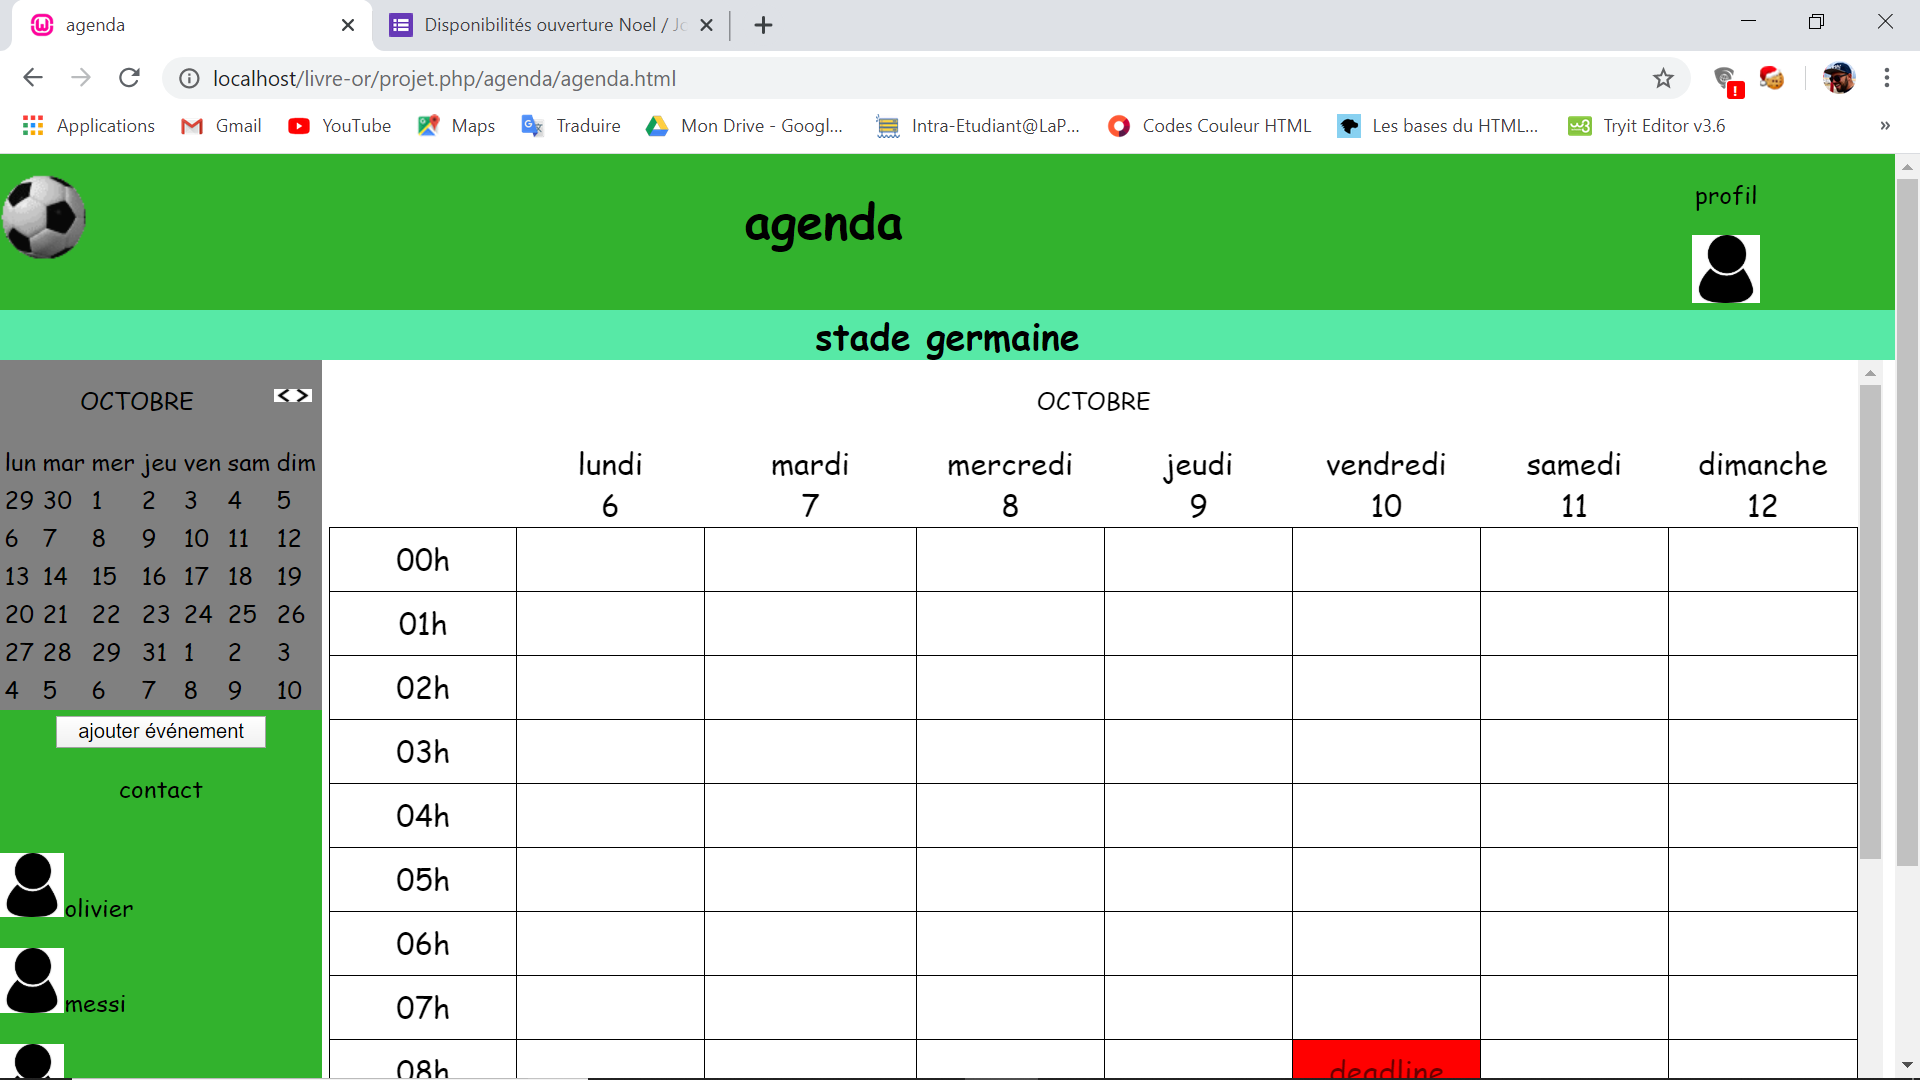 agenda
Disponibilités ouverture Noel / Jo
localhost/livre-or/projet.php/agenda/agenda.html
Applications Gmail YouTube Maps Traduire Mon Drive - Googl... Intra-Etudiant@LaP... Codes Couleur HTML Les bases du HTML... Tryit Editor v3.6 »
agenda
profil
stade germaine
OCTOBRE < >
lun mar mer jeu ven sam dim
29 30 1 2 3 4 5
6 7 8 9 10 11 12
13 14 15 16 17 18 19
20 21 22 23 24 25 26
27 28 29 31 1 2 3
4 5 6 7 8 9 10
ajouter événement
contact
olivier
messi
OCTOBRE
lundi mardi mercredi jeudi vendredi samedi dimanche
6 7 8 9 10 11 12
00h
01h
02h
03h
04h
05h
06h
07h
08h deadline